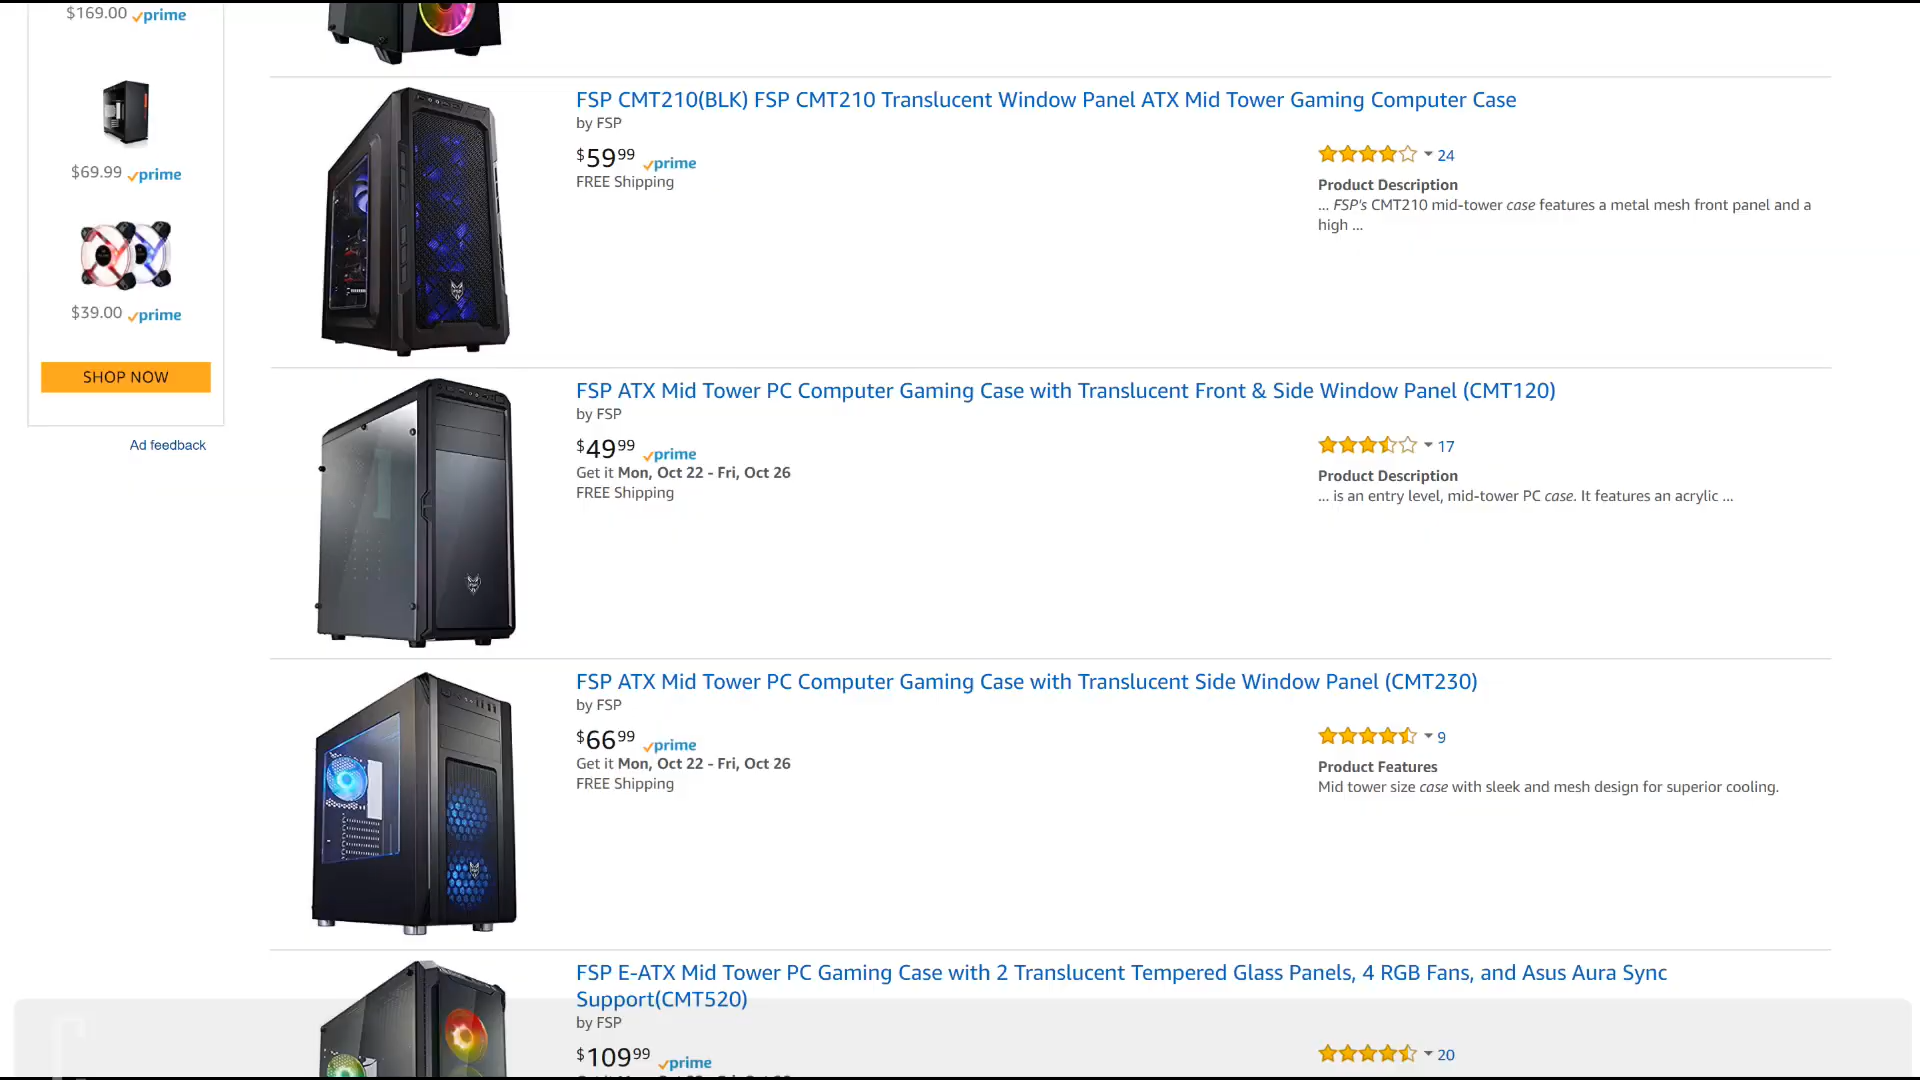 $169.00 prime
$69.99 prime
$39.00 prime
SHOP NOW
Ad feedback
FSP CMT210(BLK) FSP CMT210 Translucent Window Panel ATX Mid Tower Gaming Computer Case
by FSP
$59.99 prime
FREE Shipping
24
Product Description
... FSP's CMT210 mid-tower case features a metal mesh front panel and a
high ...
FSP ATX Mid Tower PC Computer Gaming Case with Translucent Front & Side Window Panel (CMT120)
by FSP
$49.99 prime
Get it Mon, Oct 22 - Fri, Oct 26
FREE Shipping
17
Product Description
... is an entry level, mid-tower PC case. It features an acrylic ...
FSP ATX Mid Tower PC Computer Gaming Case with Translucent Side Window Panel (CMT230)
by FSP
$66.99 prime
Get it Mon, Oct 22 - Fri, Oct 26
FREE Shipping
9
Product Features
Mid tower size case with sleek and mesh design for superior cooling.
FSP E-ATX Mid Tower PC Gaming Case with 2 Translucent Tempered Glass Panels, 4 RGB Fans, and Asus Aura Sync
Support(CMT520)
by FSP
$109.99 prime
20